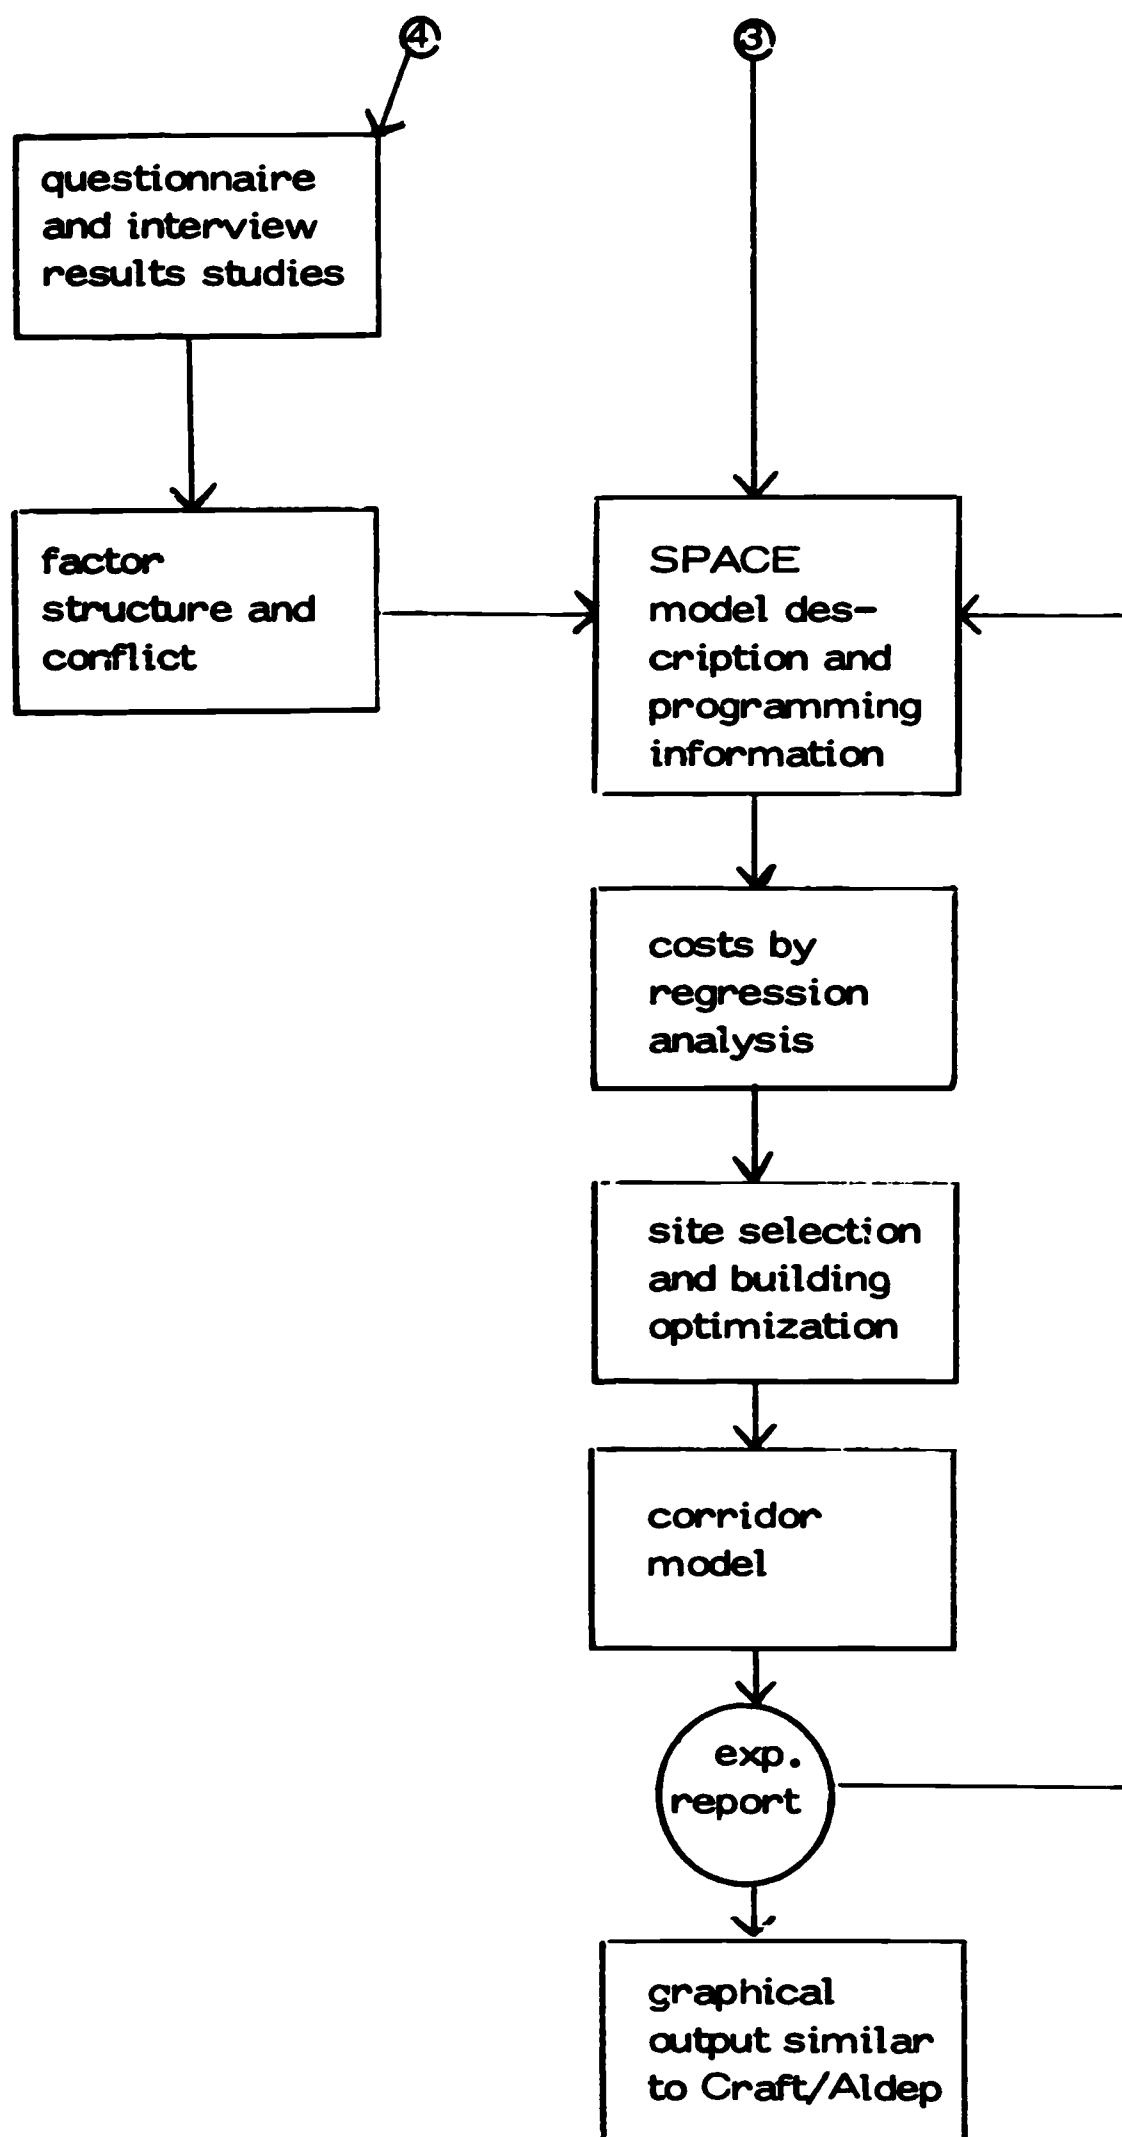 4
3
questionnaire
and interview
results studies
factor
structure and
conflict
SPACE
model des-
cription and
programming
information
costs by
regression
analysis
site selection
and building
optimization
corridor
model
exp.
report
graphical
output similar
to Craft/Aldep